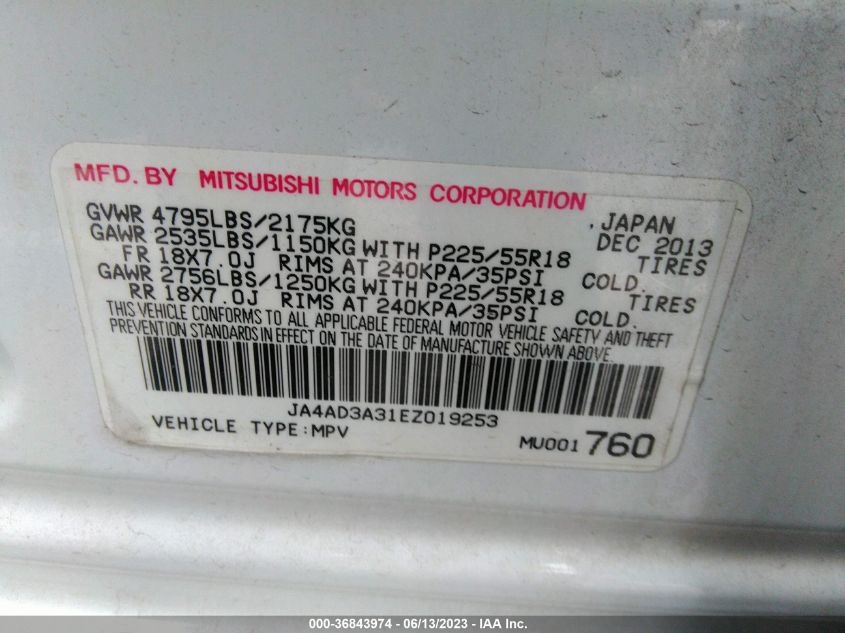 MFD. BY MITSUBISHI MOTORS CORPORATION
GVWR 4795LBS/2175KG JAPAN
GAWR 2535LBS/1150KG WITH P225/55R18 DEC 2013
FR 18X7.0J RIMS AT 240KPA/35PSI COLD. TIRES
GAWR 2756LBS/1250KG WITH P225/55R18 TIRES
RR 18X7.0J RIMS AT 240KPA/35PSI COLD.
THIS VEHICLE CONFORMS TO ALL APPLICABLE FEDERAL MOTOR VEHICLE SAFETY AND THEFT
PREVENTION STANDARDS IN EFFECT ON THE DATE OF MANUFACTURE SHOWN ABOVE.
JA4AD3A31EZ019253
VEHICLE TYPE:MPV MU001 760
000-36843974 / 06/13/2023 - IAA Inc.